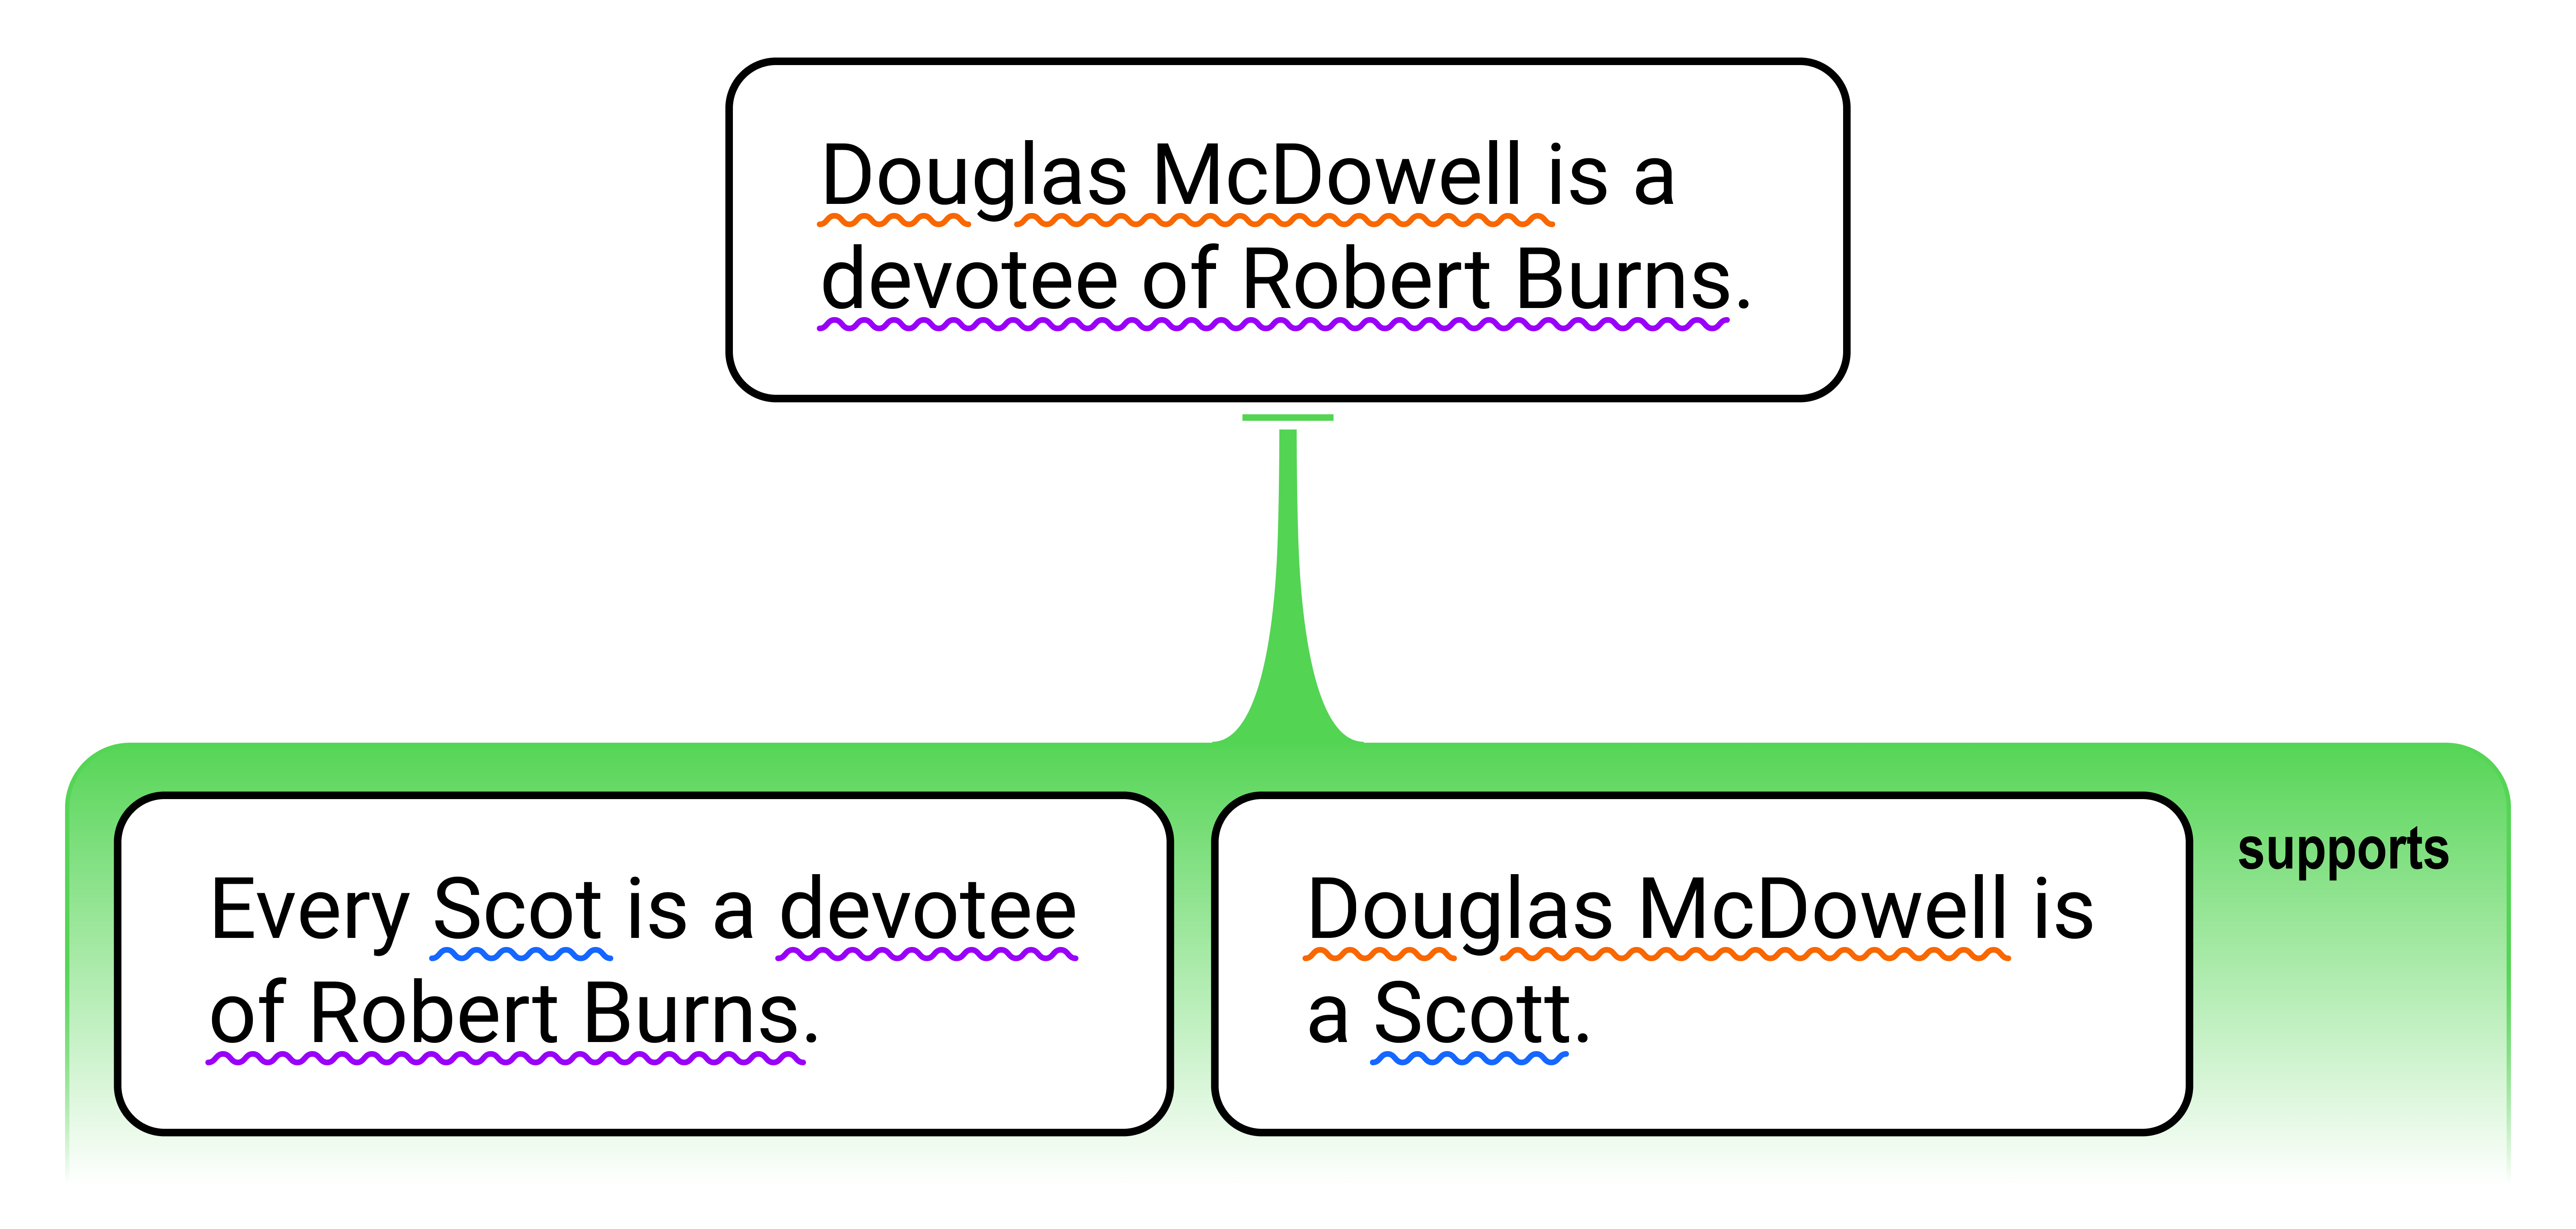 Douglas McDowell is a
devotee of Robert Burns.
Every Scot is a devotee
of Robert Burns.
Douglas McDowell is
a Scott.
supports